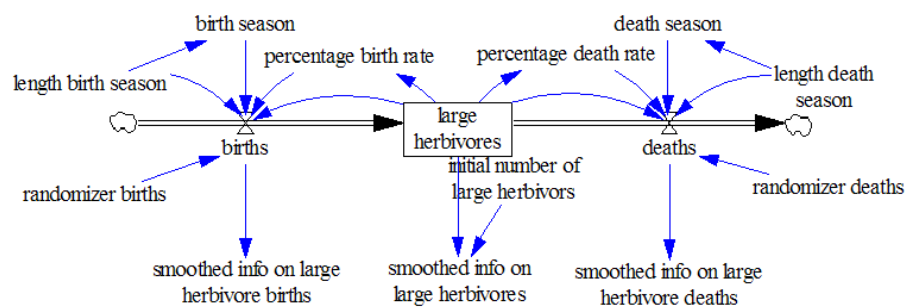 birth season
death season
percentage birth rate
percentage death rate
length birth season
length death
season
large
herbivores
births
deaths
initial number of
large herbivors
randomizer births
randomizer deaths
smoothed info on large
herbivore births
smoothed info on
large herbivores
smoothed info on large
herbivore deaths